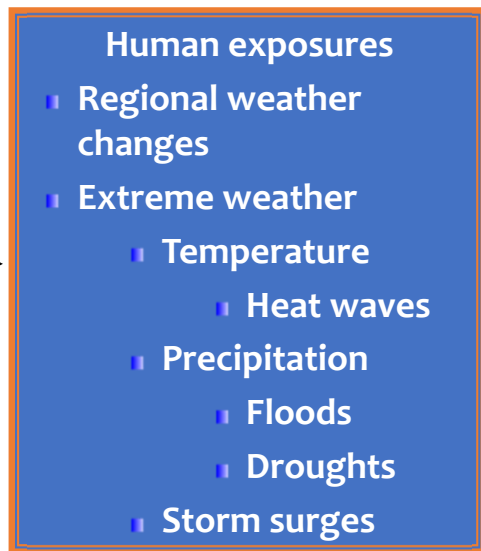 Human exposures
Regional weather
changes
Extreme weather
Temperature
Heat waves
Precipitation
Floods
Droughts
Storm surges